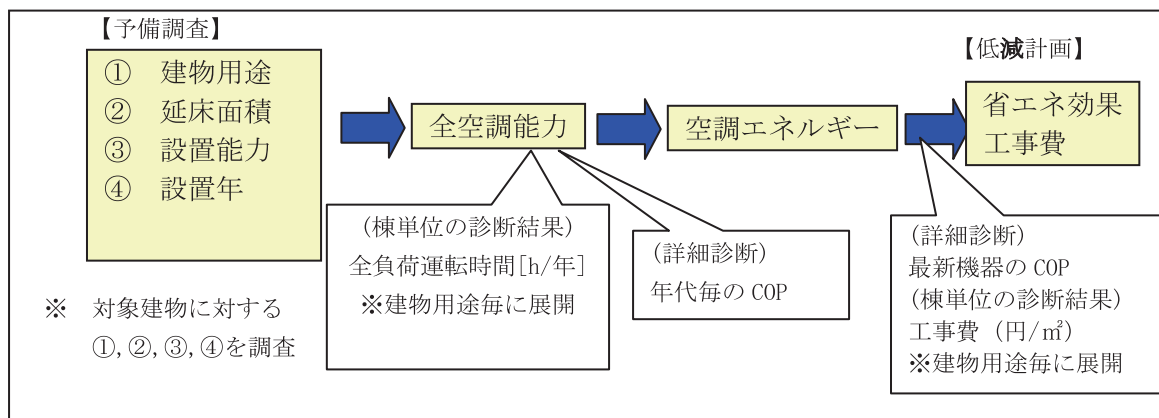 【予備調査】
① 建物用途
② 延床面積
③ 設置能力
④ 設置年
※ 対象建物に対する
①,②,③,④を調査
全空調能力
(棟単位の診断結果)
全負荷運転時間[h/年]
※建物用途毎に展開
空調エネルギー
(詳細診断)
年代毎の COP
【低減計画】
省エネ効果
工事費
(詳細診断)
最新機器の COP
(棟単位の診断結果)
工事費 (円/㎡)
※建物用途毎に展開